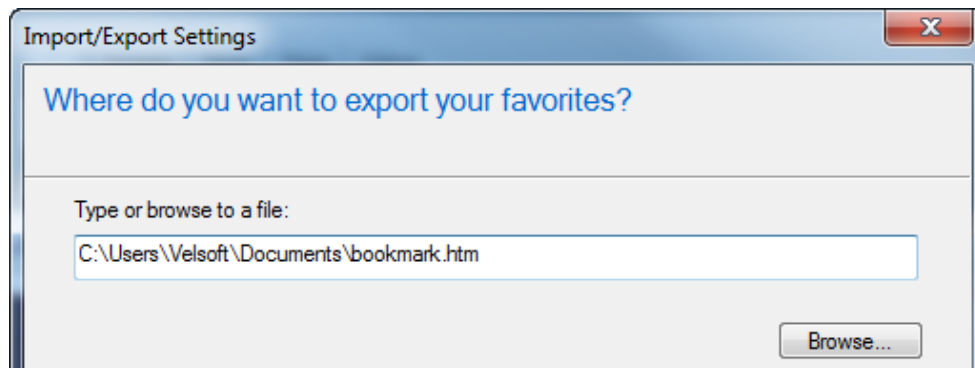 Import/Export Settings
Where do you want to export your favorites?
Type or browse to a file:
C:\Users\Velsoft\Documents\bookmark.htm
Browse...